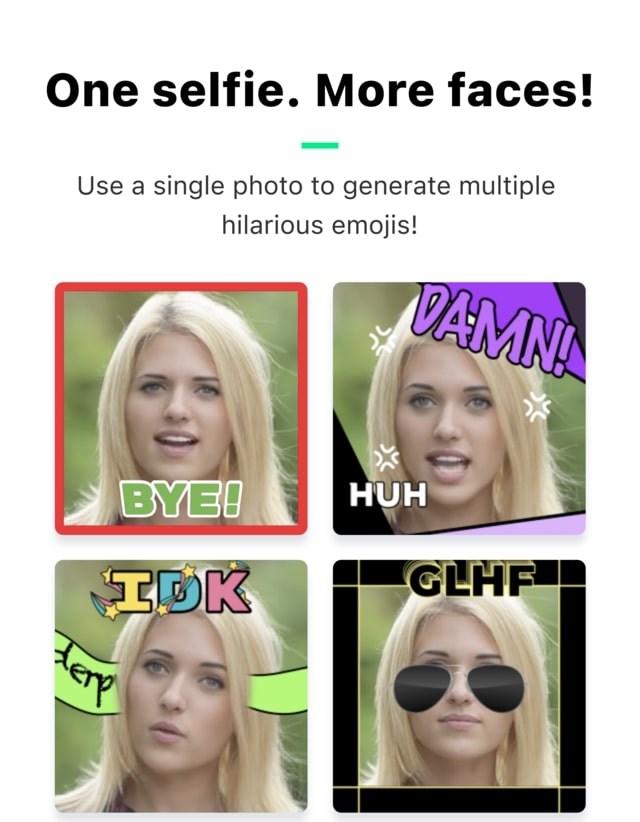 One selfie. More faces!
Use a single photo to generate multiple
hilarious emojis!
BYE!
DAMN!
HUH
IDK
derp
GLHF